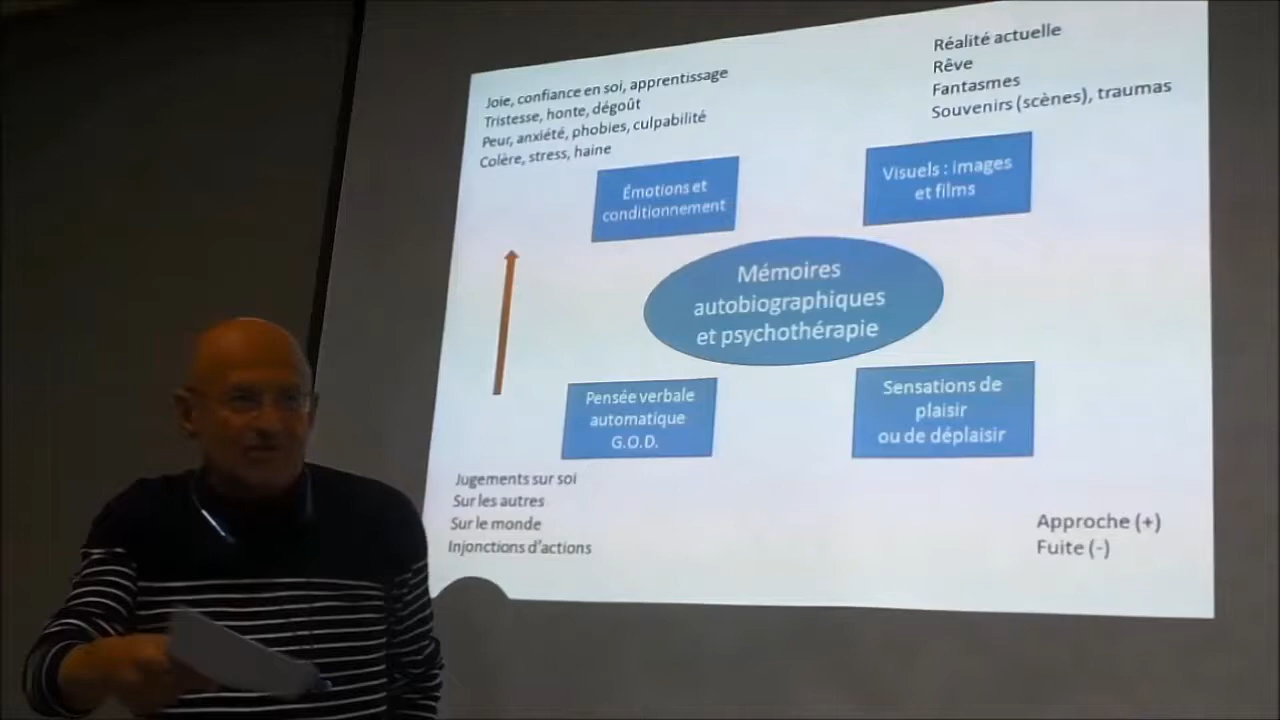 Joie, confiance en soi, apprentissage
Tristesse, honte, dégoût
Peur, anxiété, phobies, culpabilité
Colère, stress, haine
Réalité actuelle
Rêve
Fantasmes
Souvenirs (scènes), traumas
Émotions et
conditionnement
Visuels : images
et films
Mémoires
autobiographiques
et psychothérapie
Pensée verbale
automatique
G.O.D.
Sensations de
plaisir
ou de déplaisir
Jugements sur soi
Sur les autres
Sur le monde
Injonctions d'actions
Approche (+)
Fuite (-)